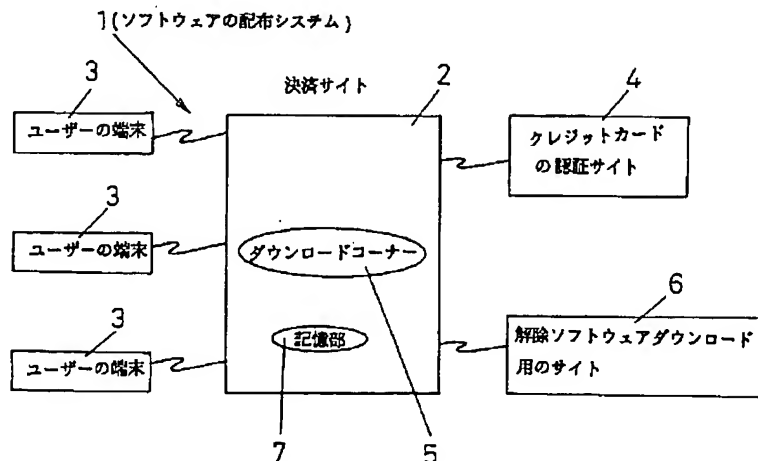 1(ソフトウェアの配布システム)
決済サイト
2
3
ユーザーの端末
4
クレジットカード
の認証サイト
3
ユーザーの端末
ダウンロードコーナー
6
解除ソフトウェアダウンロード
用のサイト
3
ユーザーの端末
記憶部
7
5